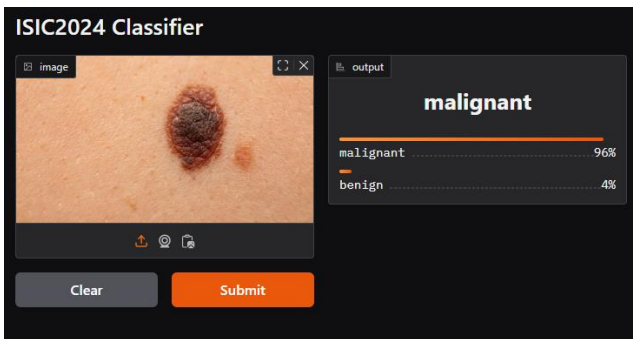 ISIC2024 Classifier
image
output
malignant
malignant 96%
benign 4%
Clear
Submit